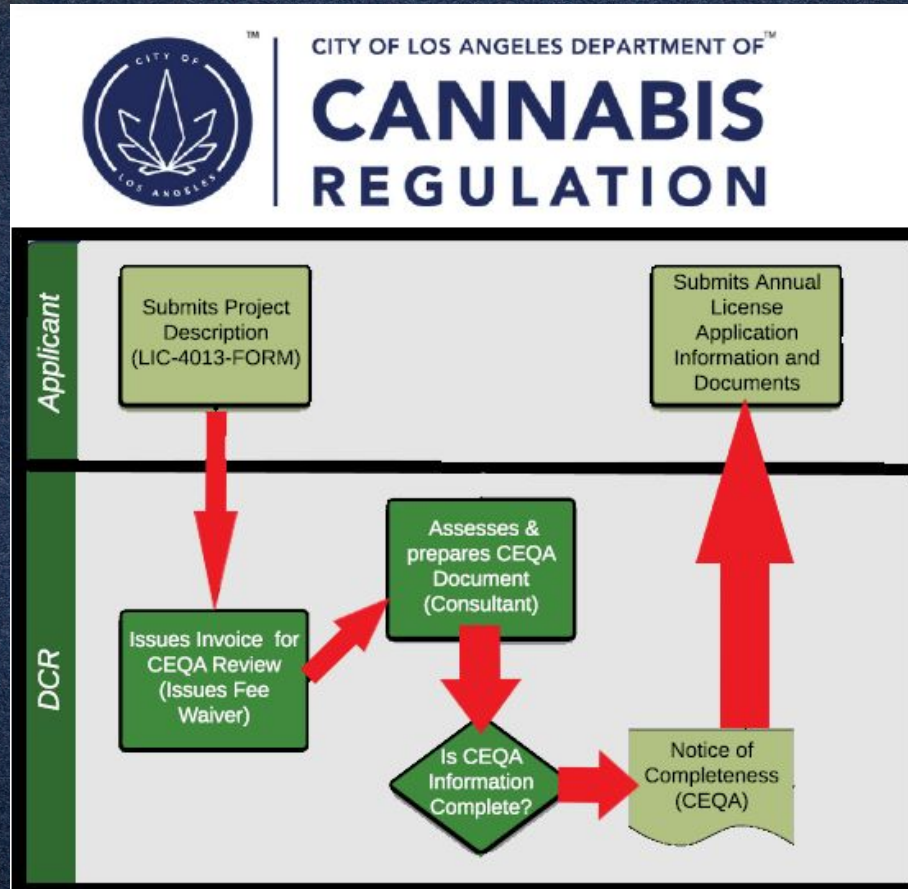 CITY OF
LOS ANGELES
™
CITY OF LOS ANGELES DEPARTMENT OF™
CANNABIS
REGULATION
Applicant
Submits Project
Description
(LIC-4013-FORM)
Submits Annual
License
Application
Information and
Documents
DCR
Issues Invoice for
CEQA Review
(Issues Fee
Waiver)
Assesses &
prepares CEQA
Document
(Consultant)
Is CEQA
Information
Complete?
Notice of
Completeness
(CEQA)